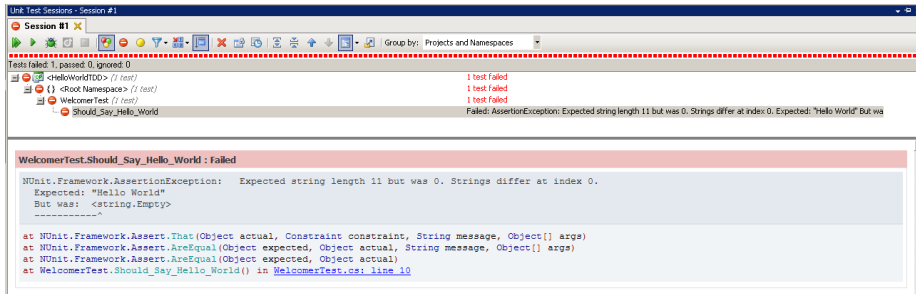 Unit Test Sessions - Session #1
Session #1
Group by: Projects and Namespaces
Tests failed: 1, passed: 0, ignored: 0
<HelloWorldTDD> (1 test) 1 test failed
{} <Root Namespace> (1 test) 1 test failed
WelcomerTest (1 test) 1 test failed
Should_Say_Hello_World Failed: AssertionException: Expected string length 11 but was 0. Strings differ at index 0. Expected: "Hello World" But wa
WelcomerTest.Should_Say_Hello_World : Failed
NUnit.Framework.AssertionException: Expected string length 11 but was 0. Strings differ at index 0.
Expected: "Hello World"
But was: <string.Empty>
-----------^
at NUnit.Framework.Assert.That(Object actual, Constraint constraint, String message, Object[] args)
at NUnit.Framework.Assert.AreEqual(Object expected, Object actual, String message, Object[] args)
at NUnit.Framework.Assert.AreEqual(Object expected, Object actual)
at WelcomerTest.Should_Say_Hello_World() in WelcomerTest.cs: line 10